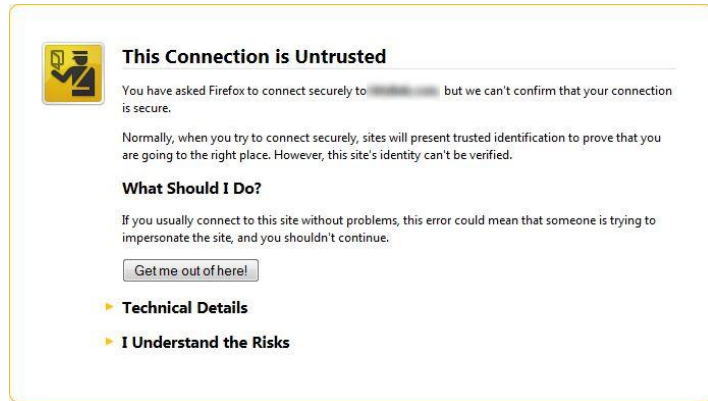 This Connection is Untrusted
You have asked Firefox to connect securely to but we can't confirm that your connection
is secure.
Normally, when you try to connect securely, sites will present trusted identification to prove that you
are going to the right place. However, this site's identity can't be verified.
What Should I Do?
If you usually connect to this site without problems, this error could mean that someone is trying to
impersonate the site, and you shouldn't continue.
Get me out of here!
Technical Details
I Understand the Risks